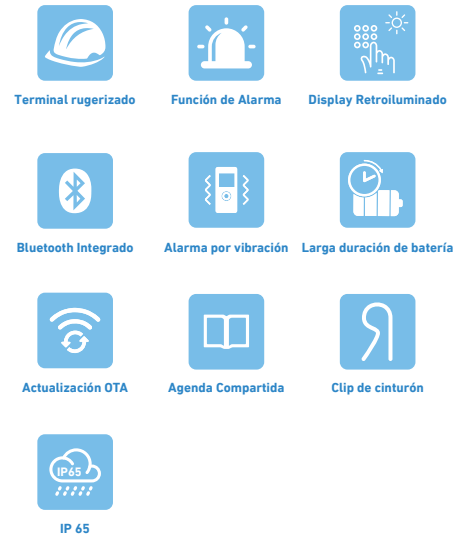 Terminal rugerizado
Función de Alarma
Display Retroiluminado
Bluetooth Integrado
Alarma por vibración
Larga duración de batería
Actualización OTA
Agenda Compartida
Clip de cinturón
IP65
IP 65